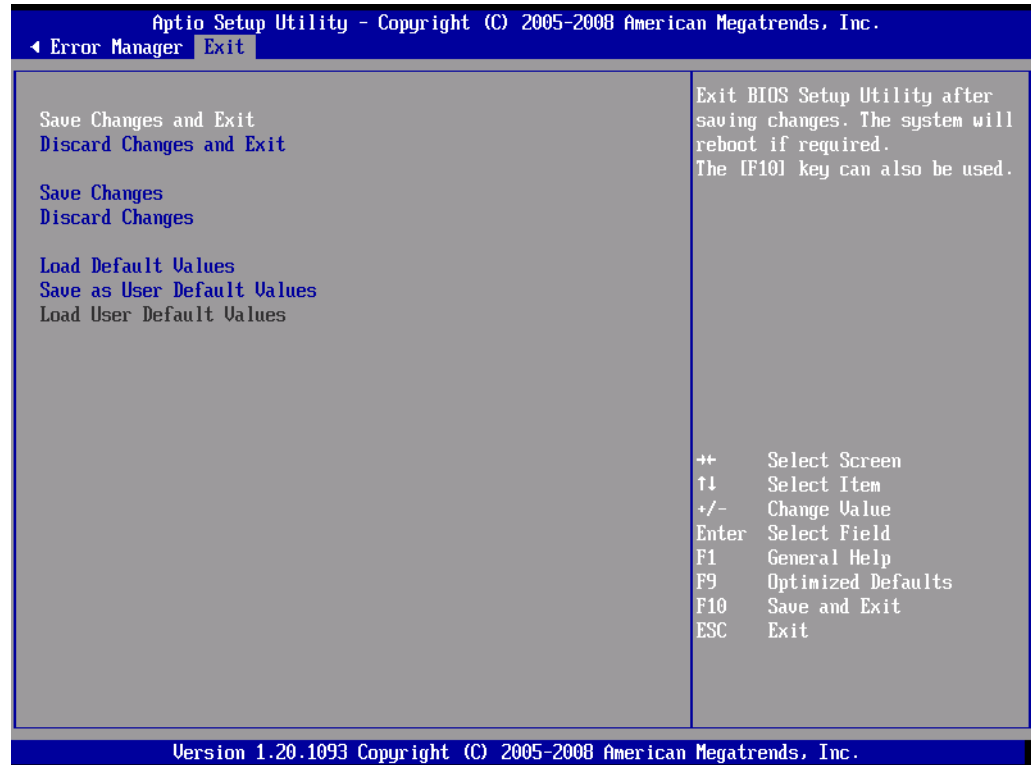 Aptio Setup Utility - Copyright (C) 2005-2008 American Megatrends, Inc.
Error Manager Exit
Save Changes and Exit
Discard Changes and Exit
Save Changes
Discard Changes
Load Default Values
Save as User Default Values
Load User Default Values
Exit BIOS Setup Utility after
saving changes. The system will
reboot if required.
The [F10] key can also be used.
→← Select Screen
↑↓ Select Item
+/- Change Value
Enter Select Field
F1 General Help
F9 Optimized Defaults
F10 Save and Exit
ESC Exit
Version 1.20.1093 Copyright (C) 2005-2008 American Megatrends, Inc.